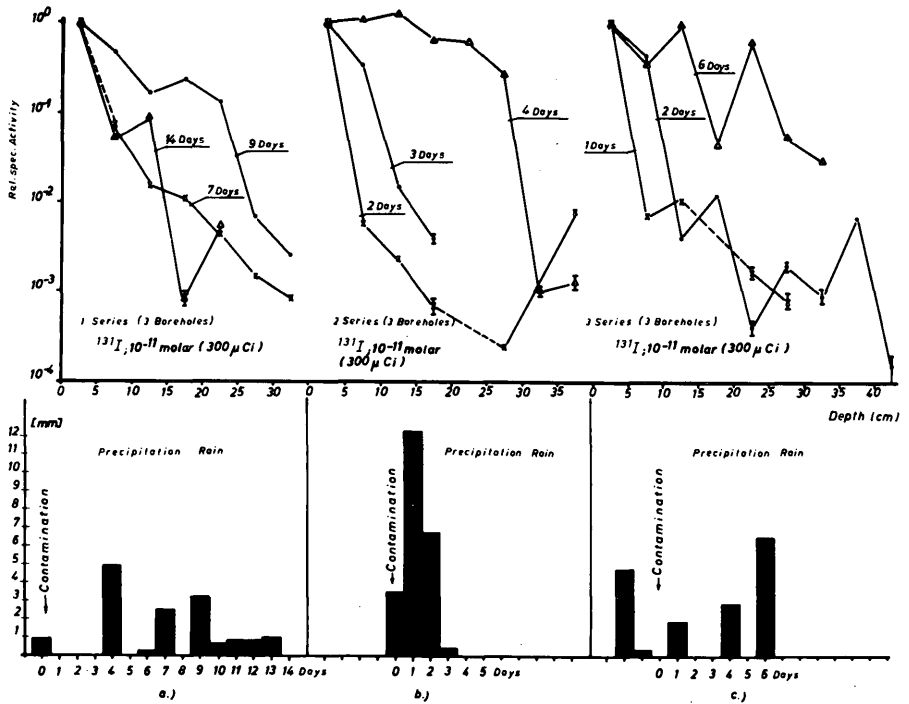 10⁰
10⁻¹
10⁻²
10⁻³
10⁻⁴
Rel. spec. Activity
14 Days
9 Days
7 Days
1 Series (3 Boreholes)
¹³¹I ; 10⁻¹¹ molar (300 µCi)
4 Days
3 Days
2 Days
2 Series (3 Boreholes)
¹³¹I ; 10⁻¹¹ molar
(300 µCi)
6 Days
2 Days
1 Days
3 Series (3 Boreholes)
¹³¹I ; 10⁻¹¹ molar (300 µCi)
0 5 10 15 20 25 30
5 10 15 20 25 30 35
5 10 15 20 25 30 35 40
Depth (cm)
[mm]
12
11
10
9
8
7
6
5
4
3
2
1
Precipitation Rain
Contamination
Precipitation Rain
Contamination
Precipitation Rain
Contamination
0 1 2 3 4 6 7 8 9 10 11 12 13 14 Days
0 1 2 3 4 5 Days
0 1 2 3 4 5 6 Days
a.)
b.)
c.)